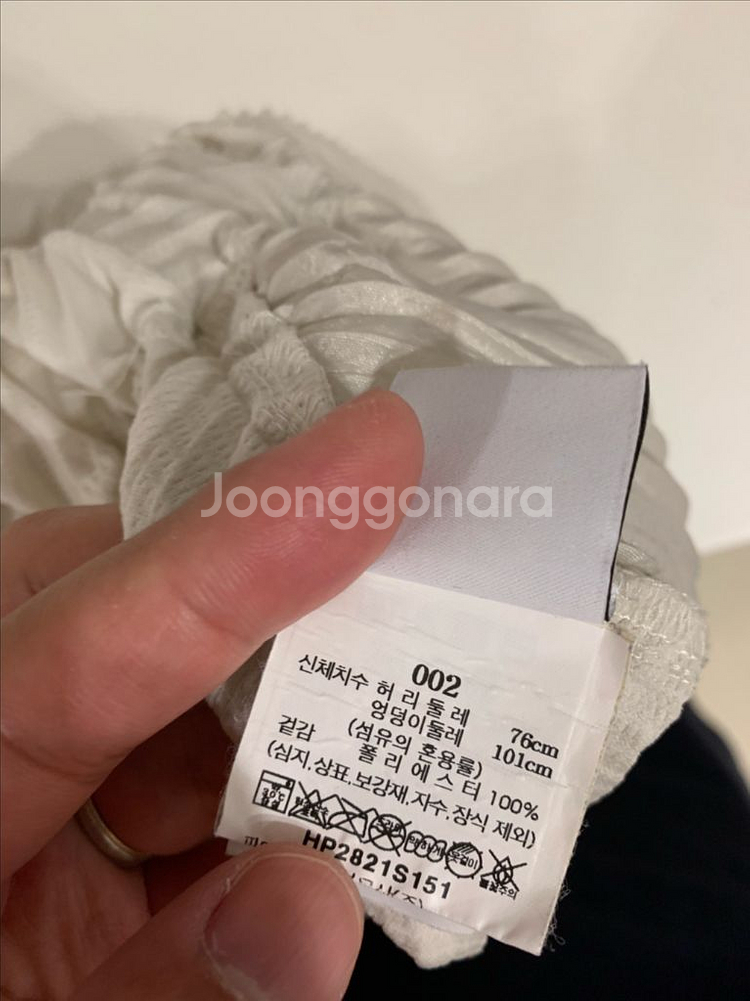 Joonggonara
002
신체치수 허 리 둘 레 76cm
엉덩이둘레 101cm
겉감 (섬유의 혼용률)
폴 리 에 스 터 100%
(심지,상표,보강재,자수,장식 제외)
HP2821S151